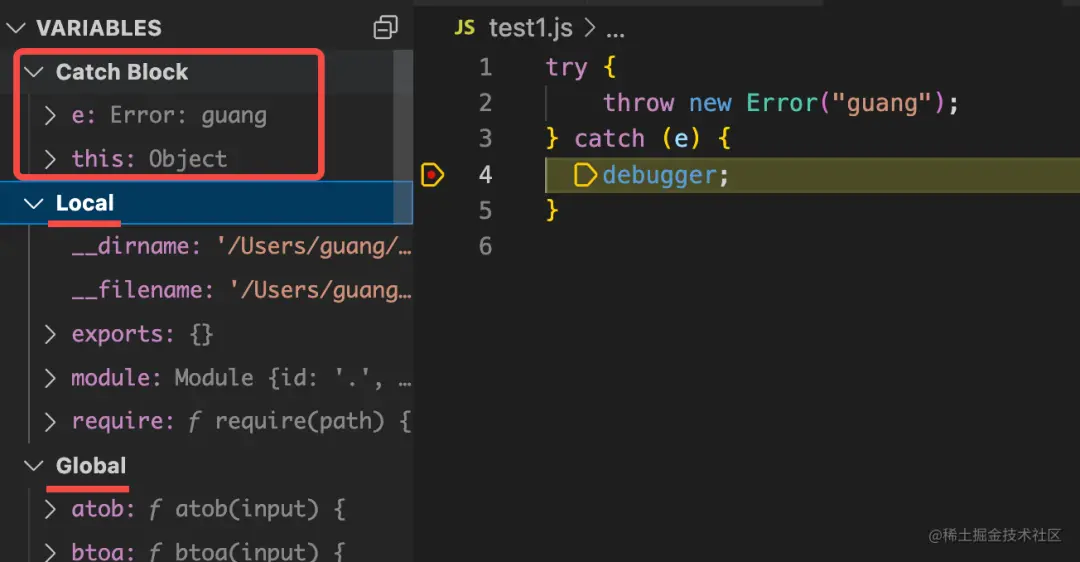 VARIABLES
Catch Block
e: Error: guang
this: Object
Local
__dirname: '/Users/guang/…
__filename: '/Users/guang…
exports: {}
module: Module {id: '.', …
require: ƒ require(path) {
Global
atob: ƒ atob(input) {
btoa: ƒ btoa(input) {
JS test1.js > ...
1 try {
2 throw new Error("guang");
3 } catch (e) {
4 debugger;
5 }
6
@稀土掘金技术社区